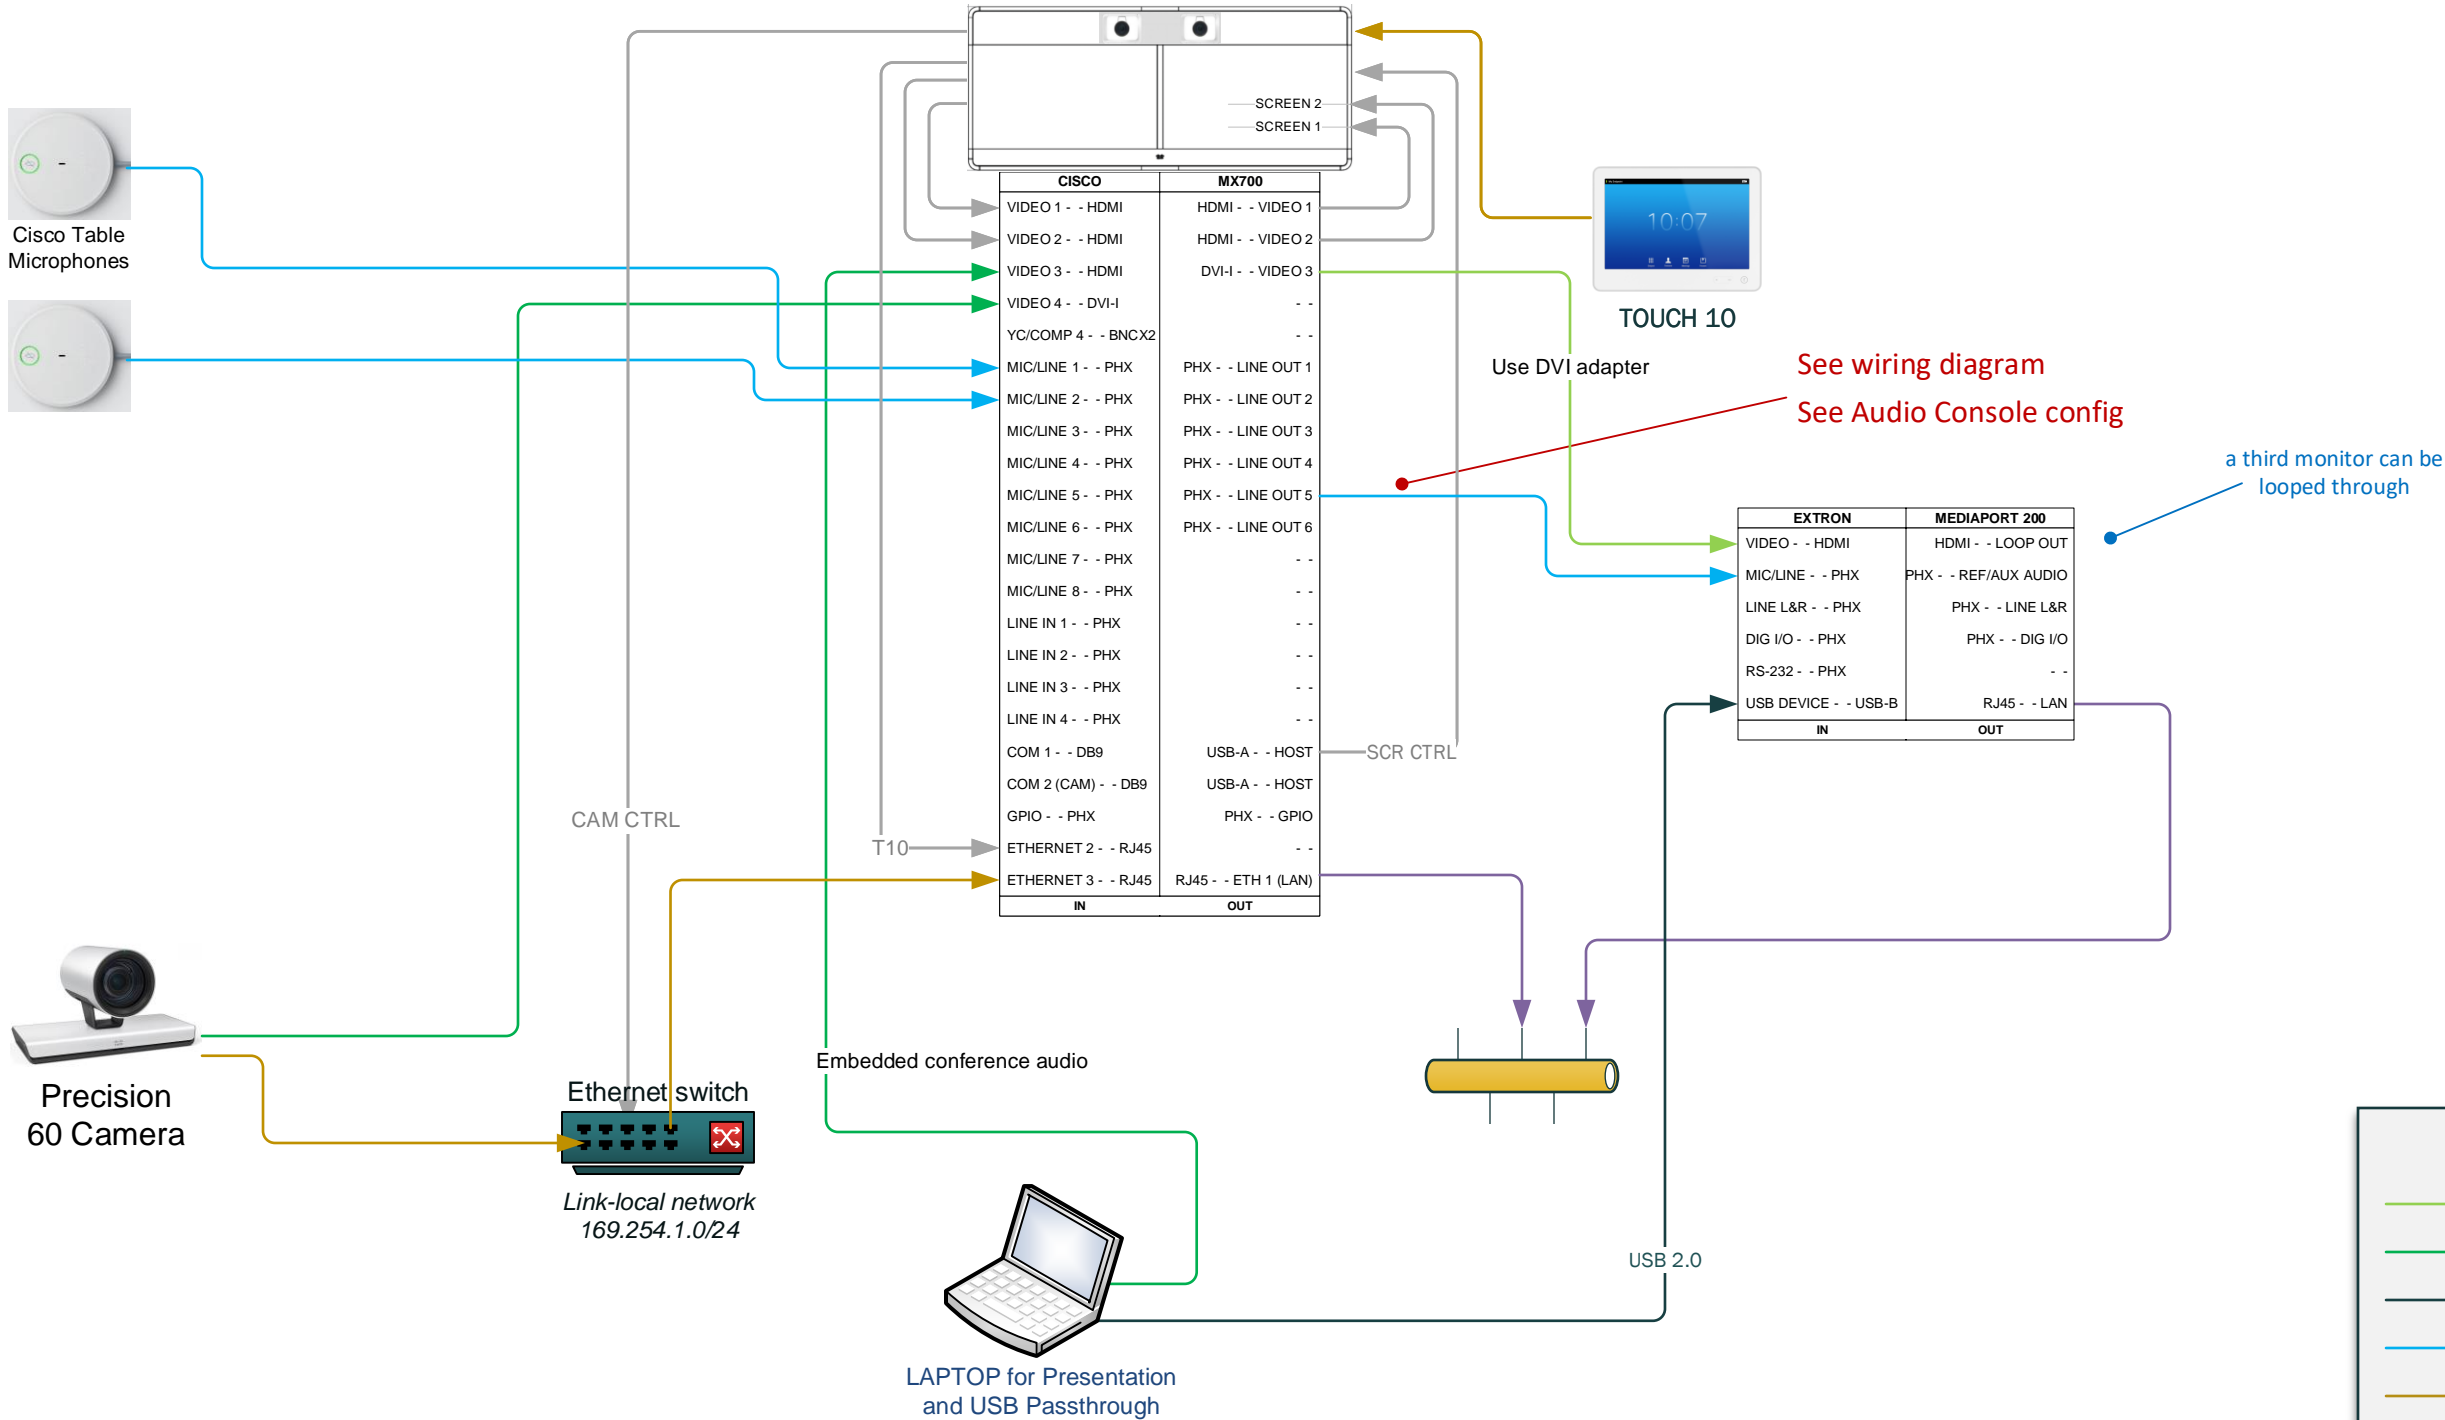 SCREEN 2
SCREEN 1
Cisco Table
Microphones
CISCO MX700
VIDEO 1 - - HDMI HDMI - - VIDEO 1
VIDEO 2 - - HDMI HDMI - - VIDEO 2
VIDEO 3 - - HDMI DVI-I - - VIDEO 3
VIDEO 4 - - DVI-I - -
YC/COMP 4 - - BNCX2 - -
MIC/LINE 1 - - PHX PHX - - LINE OUT 1
MIC/LINE 2 - - PHX PHX - - LINE OUT 2
MIC/LINE 3 - - PHX PHX - - LINE OUT 3
MIC/LINE 4 - - PHX PHX - - LINE OUT 4
MIC/LINE 5 - - PHX PHX - - LINE OUT 5
MIC/LINE 6 - - PHX PHX - - LINE OUT 6
MIC/LINE 7 - - PHX - -
MIC/LINE 8 - - PHX - -
LINE IN 1 - - PHX - -
LINE IN 2 - - PHX - -
LINE IN 3 - - PHX - -
LINE IN 4 - - PHX - -
COM 1 - - DB9 USB-A - - HOST
COM 2 (CAM) - - DB9 USB-A - - HOST
GPIO - - PHX PHX - - GPIO
ETHERNET 2 - - RJ45 - -
ETHERNET 3 - - RJ45 RJ45 - - ETH 1 (LAN)
IN OUT
SCR CTRL
CAM CTRL
T10
10:07
TOUCH 10
Use DVI adapter
See wiring diagram
See Audio Console config
a third monitor can be
looped through
EXTRON MEDIAPORT 200
VIDEO - - HDMI HDMI - - LOOP OUT
MIC/LINE - - PHX PHX - - REF/AUX AUDIO
LINE L&R - - PHX PHX - - LINE L&R
DIG I/O - - PHX PHX - - DIG I/O
RS-232 - - PHX - -
USB DEVICE - - USB-B RJ45 - - LAN
IN OUT
Precision
60 Camera
Ethernet switch
Link-local network
169.254.1.0/24
Embedded conference audio
USB 2.0
LAPTOP for Presentation
and USB Passthrough